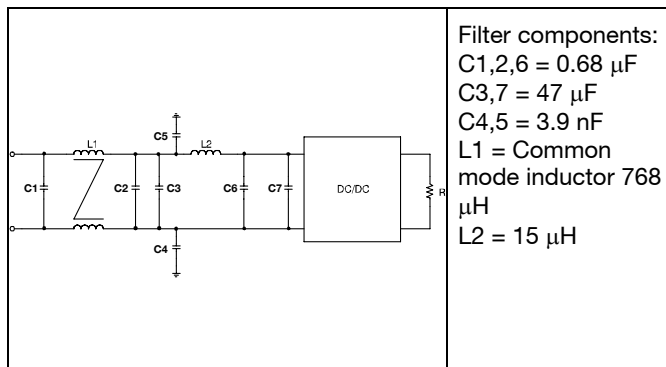 C5
L1
L2
C1
C2
C3
C6
C7
DC/DC
R
C4
Filter components:
C1,2,6 = 0.68 μF
C3,7 = 47 μF
C4,5 = 3.9 nF
L1 = Common
mode inductor 768
μH
L2 = 15 μH